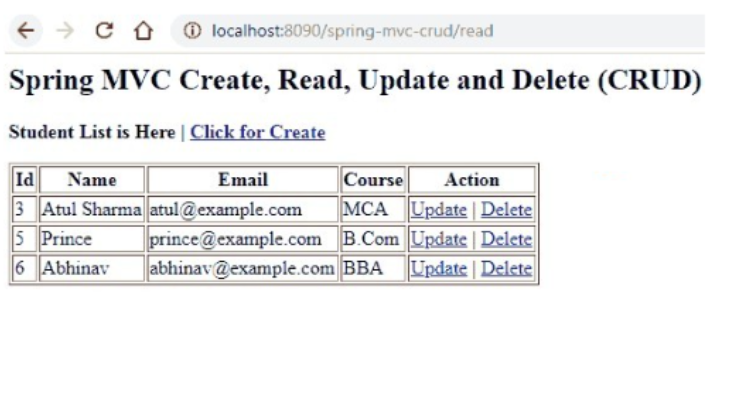 localhost:8090/spring-mvc-crud/read
Spring MVC Create, Read, Update and Delete (CRUD)
Student List is Here | Click for Create
Id Name Email Course Action
3 Atul Sharma atul@example.com MCA Update | Delete
5 Prince prince@example.com B.Com Update | Delete
6 Abhinav abhinav@example.com BBA Update | Delete